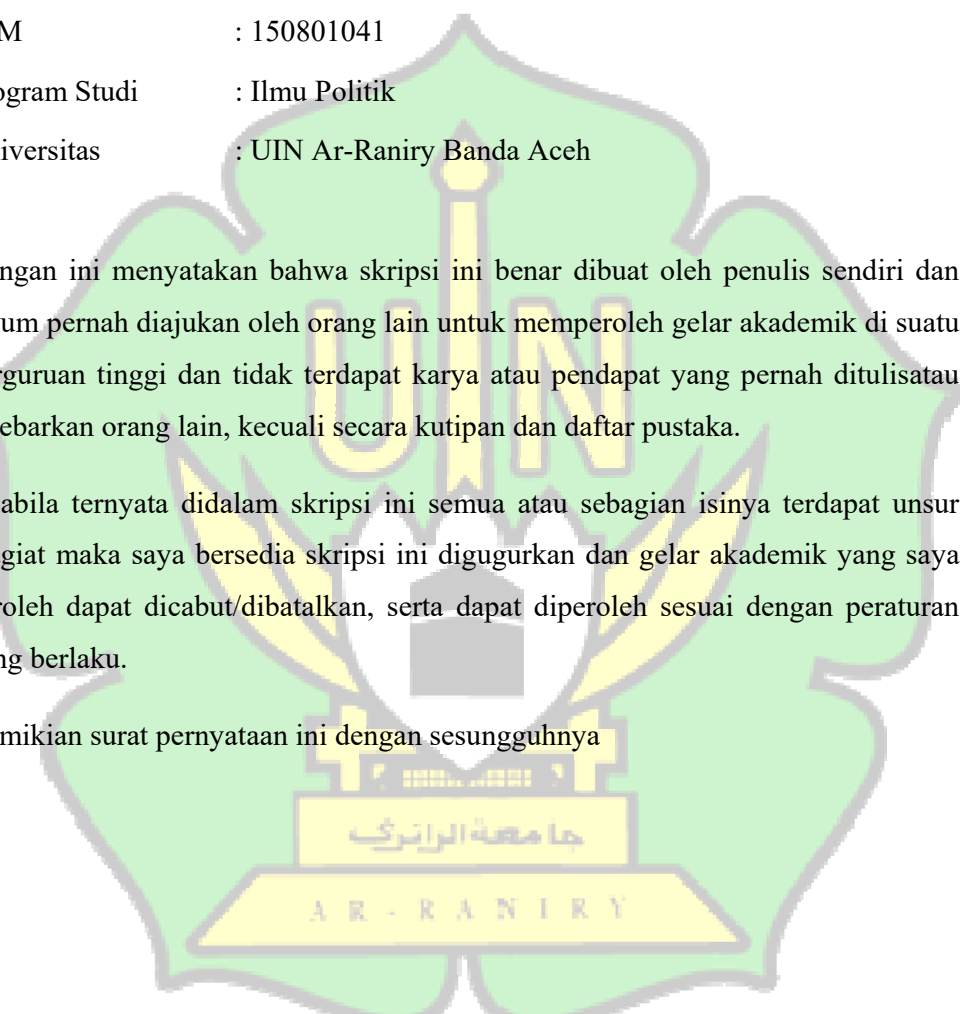 M : 150801041
ogram Studi : Ilmu Politik
iversitas : UIN Ar-Raniry Banda Aceh
ngan ini menyatakan bahwa skripsi ini benar dibuat oleh penulis sendiri dan
um pernah diajukan oleh orang lain untuk memperoleh gelar akademik di suatu
rguruan tinggi dan tidak terdapat karya atau pendapat yang pernah ditulisatau
ebarkan orang lain, kecuali secara kutipan dan daftar pustaka.
abila ternyata didalam skripsi ini semua atau sebagian isinya terdapat unsur
giat maka saya bersedia skripsi ini digugurkan dan gelar akademik yang saya
roleh dapat dicabut/dibatalkan, serta dapat diperoleh sesuai dengan peraturan
ng berlaku.
mikian surat pernyataan ini dengan sesungguhnya
UIN
جامعة الرانري
AR-RANIRY